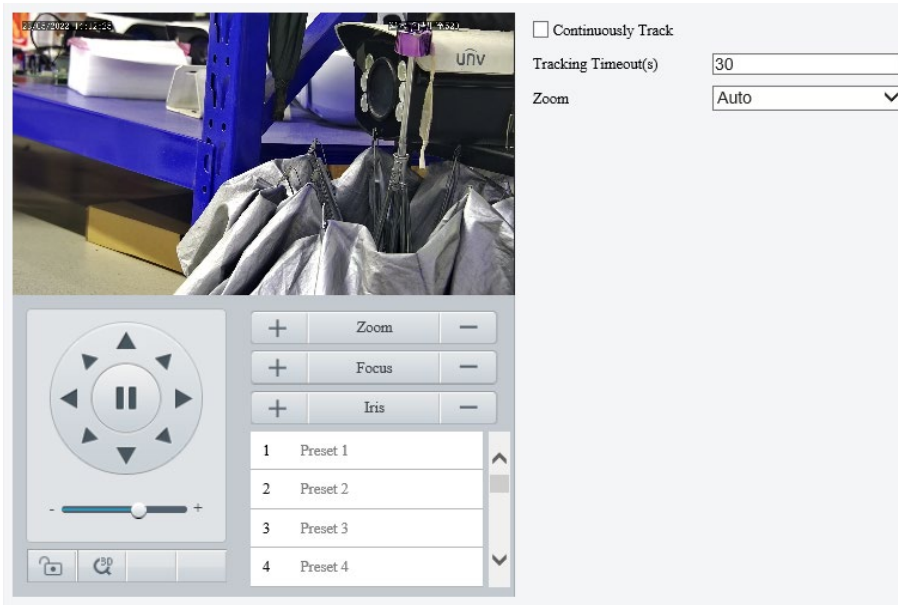 Continuously Track
Tracking Timeout(s) 30
Zoom Auto
unv
+ Zoom —
+ Focus —
+ Iris —
1 Preset 1
2 Preset 2
3 Preset 3
4 Preset 4
- +
3D